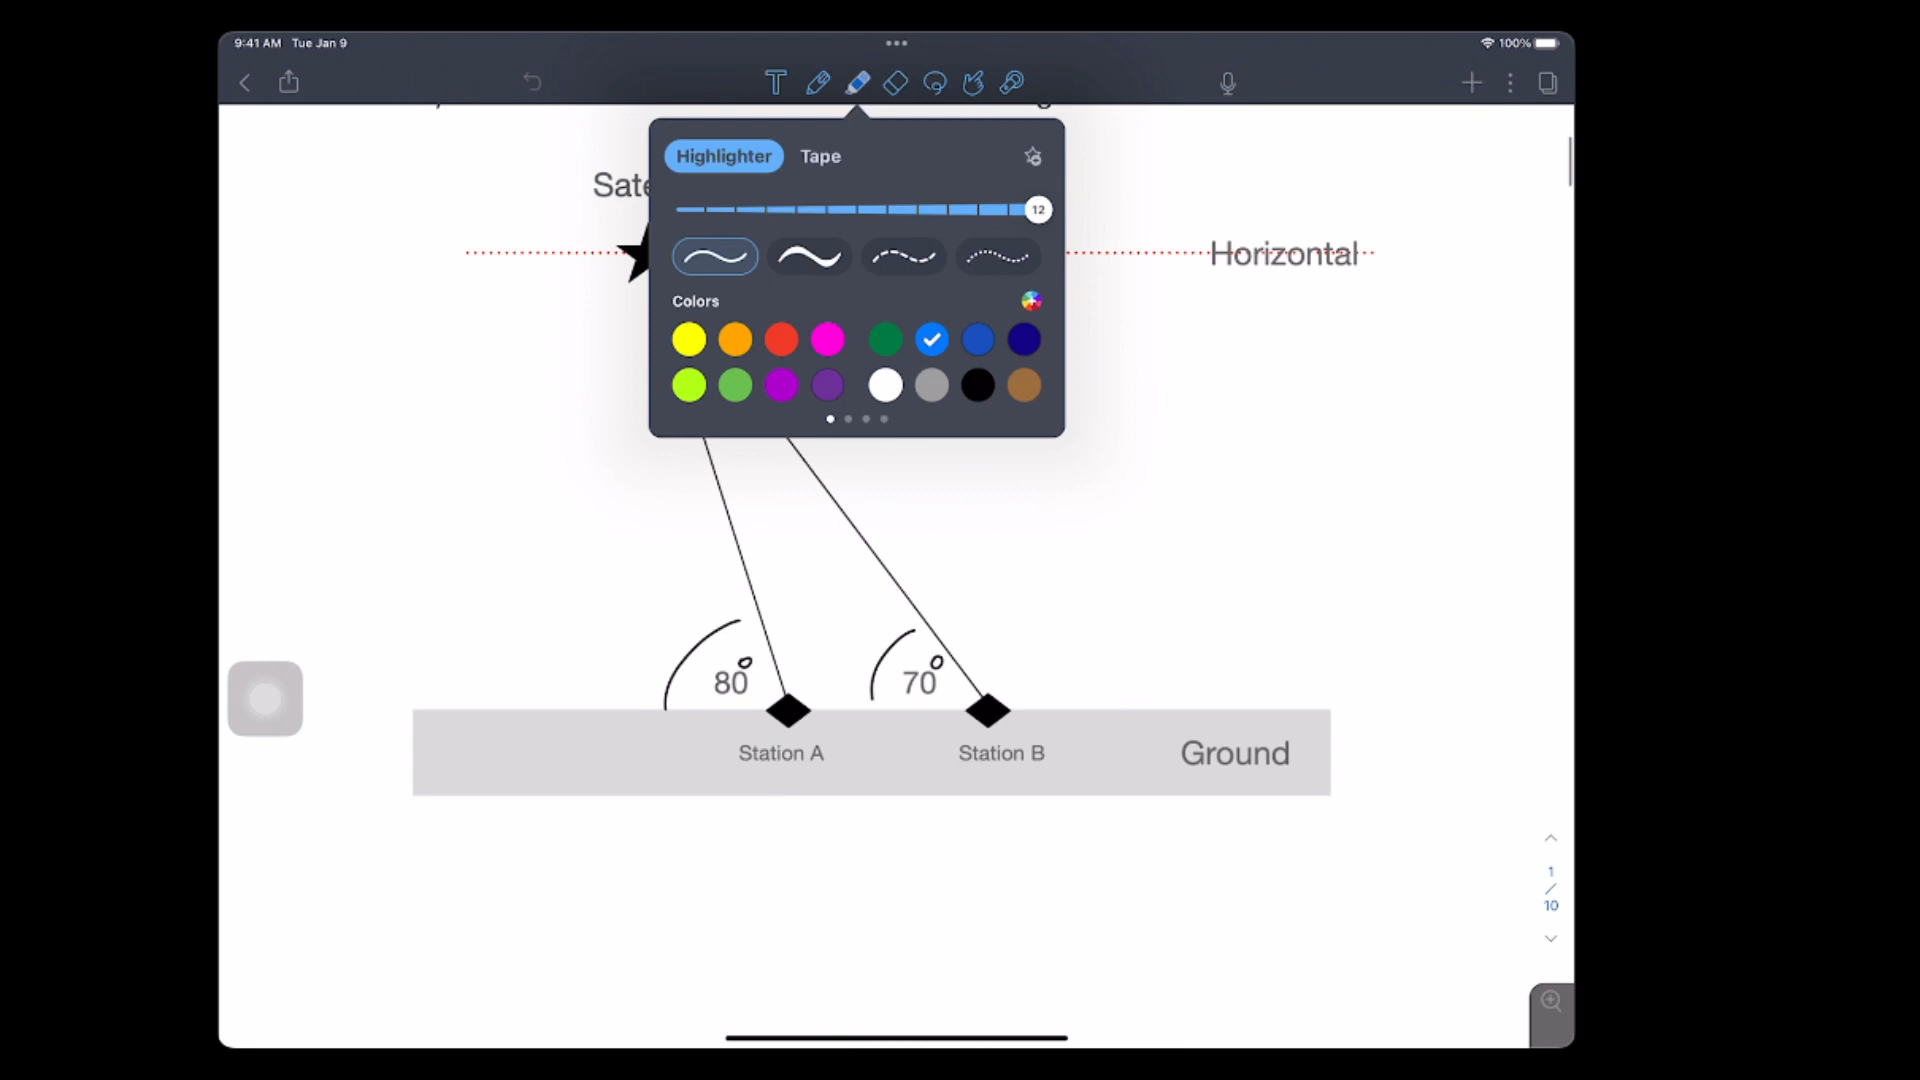 9:41 AM Tue Jan 9
100%
T
Highlighter Tape
12
Sate
Horizontal
Colors
80°
70°
Station A
Station B
Ground
1
/
10